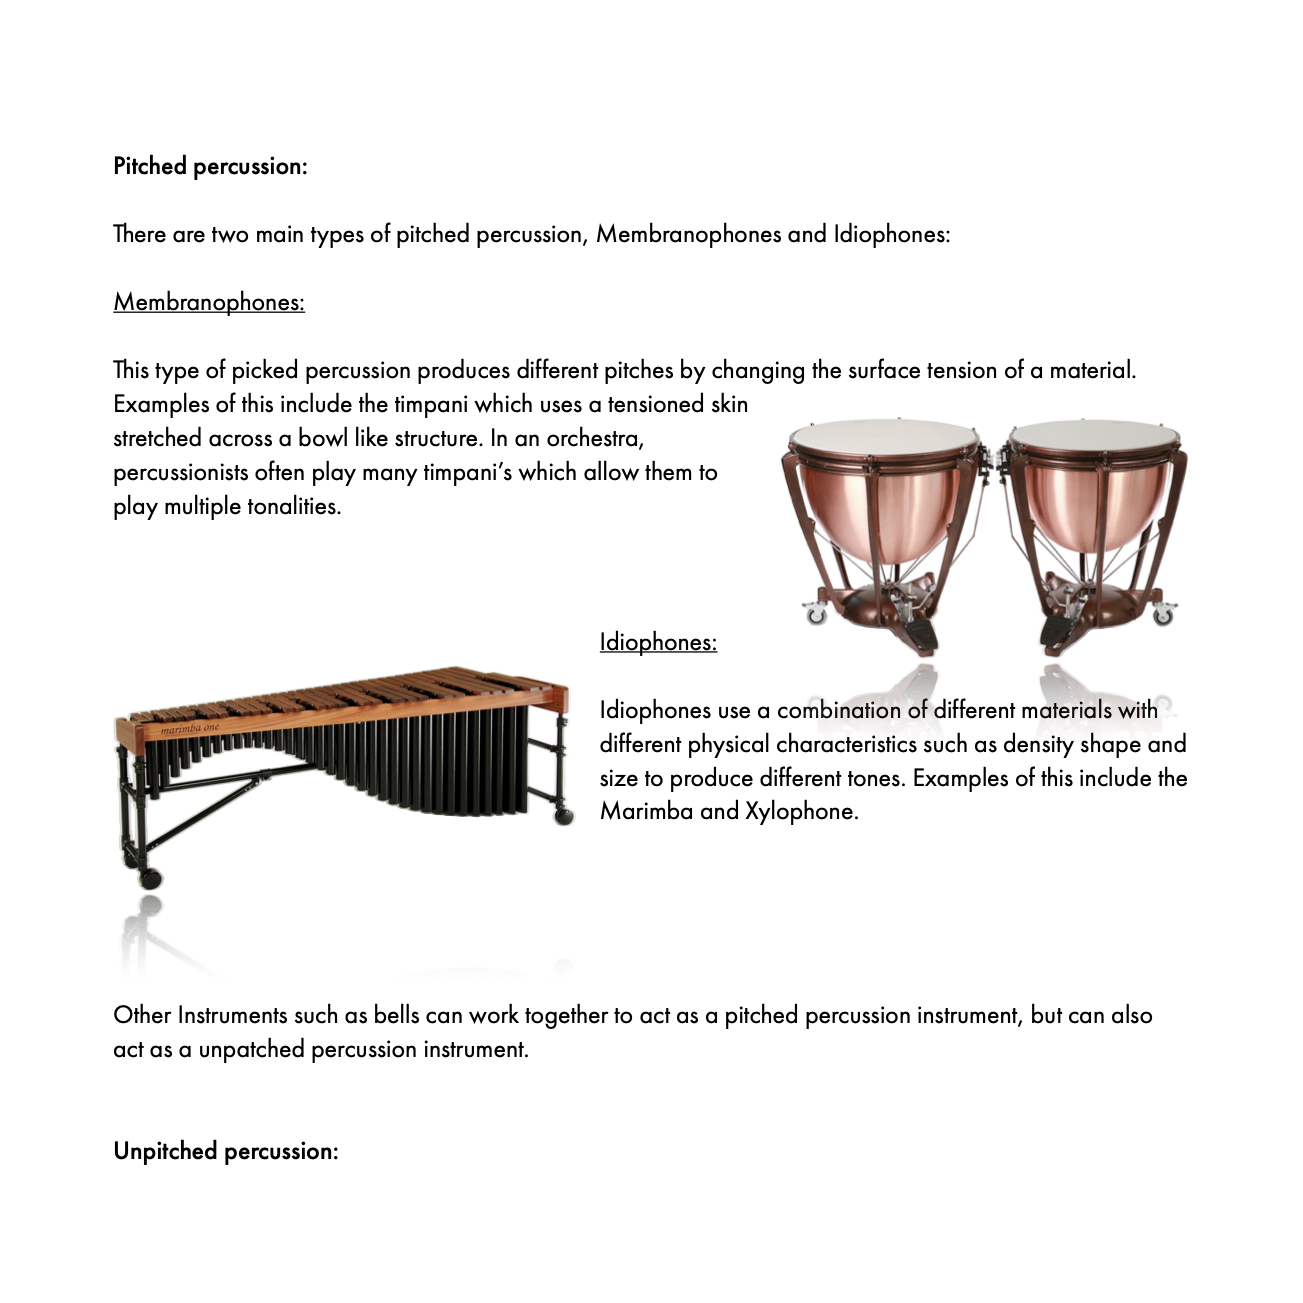 Pitched percussion:
There are two main types of pitched percussion, Membranophones and Idiophones:
Membranophones:
This type of picked percussion produces different pitches by changing the surface tension of a material.
Examples of this include the timpani which uses a tensioned skin
stretched across a bowl like structure. In an orchestra,
percussionists often play many timpani’s which allow them to
play multiple tonalities.
Idiophones:
Idiophones use a combination of different materials with
different physical characteristics such as density shape and
size to produce different tones. Examples of this include the
Marimba and Xylophone.
marimba one
Other Instruments such as bells can work together to act as a pitched percussion instrument, but can also
act as a unpatched percussion instrument.
Unpitched percussion: